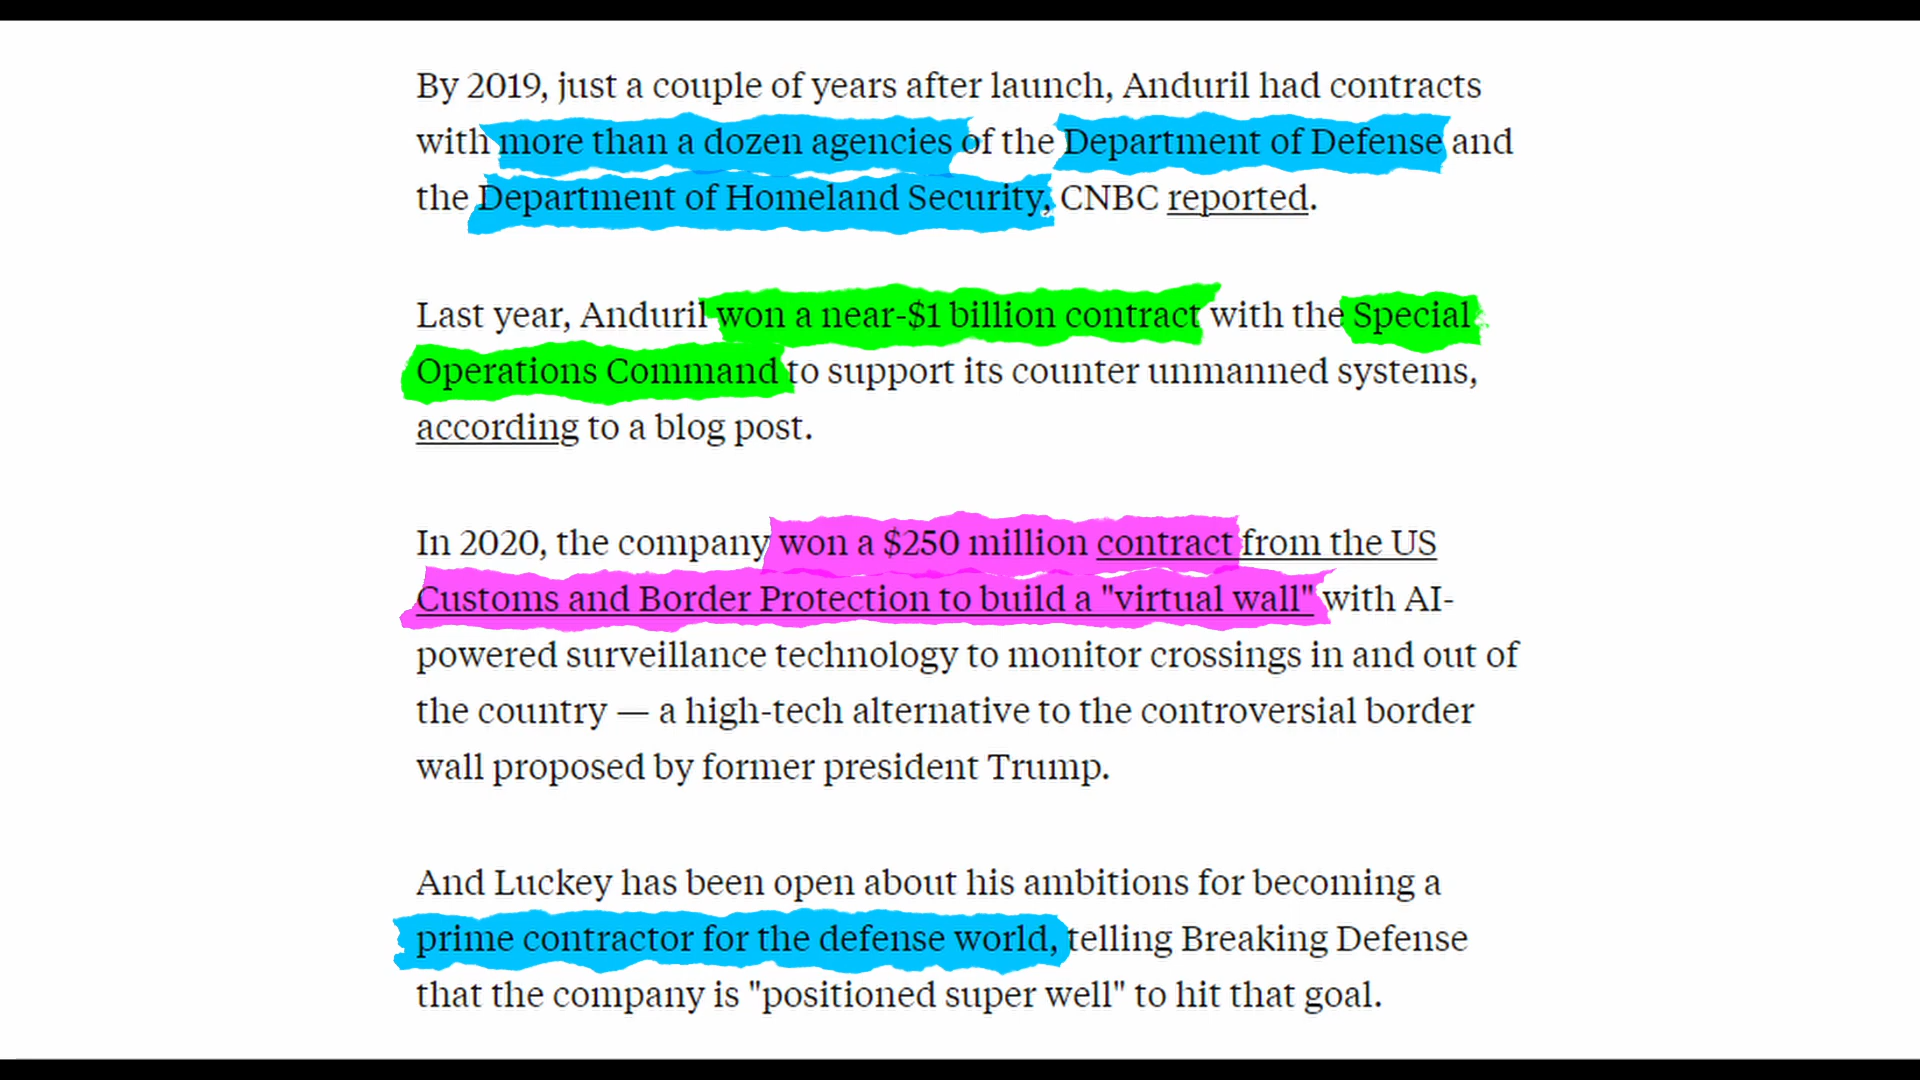 By 2019, just a couple of years after launch, Anduril had contracts
with more than a dozen agencies of the Department of Defense and
the Department of Homeland Security, CNBC reported.
Last year, Anduril won a near-$1 billion contract with the Special
Operations Command to support its counter unmanned systems,
according to a blog post.
In 2020, the company won a $250 million contract from the US
Customs and Border Protection to build a "virtual wall" with AI-
powered surveillance technology to monitor crossings in and out of
the country — a high-tech alternative to the controversial border
wall proposed by former president Trump.
And Luckey has been open about his ambitions for becoming a
prime contractor for the defense world, telling Breaking Defense
that the company is "positioned super well" to hit that goal.